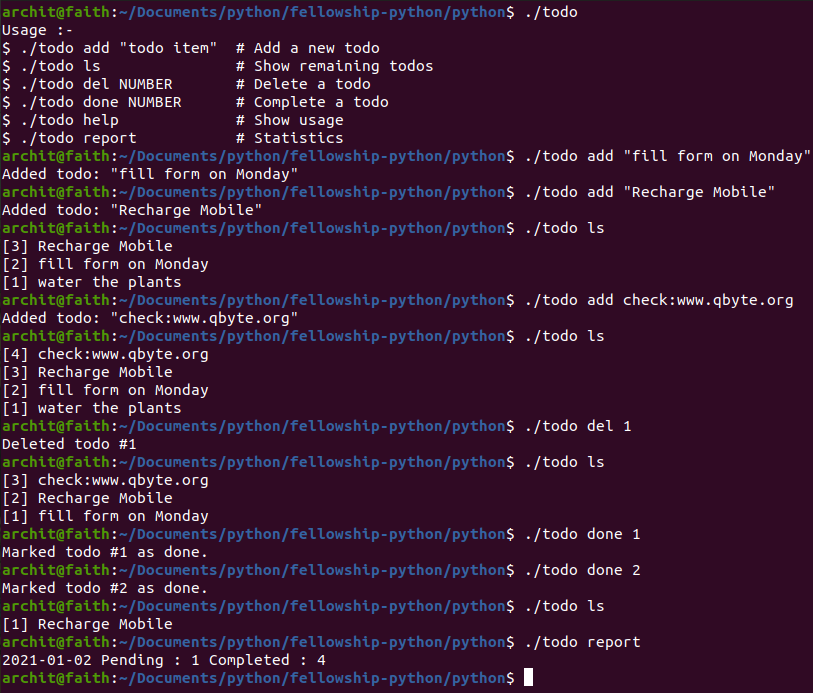 archit@faith:~/Documents/python/fellowship-python/python$ ./todo
Usage :-
$ ./todo add "todo item"  # Add a new todo
$ ./todo ls               # Show remaining todos
$ ./todo del NUMBER       # Delete a todo
$ ./todo done NUMBER      # Complete a todo
$ ./todo help             # Show usage
$ ./todo report           # Statistics
archit@faith:~/Documents/python/fellowship-python/python$ ./todo add "fill form on Monday"
Added todo: "fill form on Monday"
archit@faith:~/Documents/python/fellowship-python/python$ ./todo add "Recharge Mobile"
Added todo: "Recharge Mobile"
archit@faith:~/Documents/python/fellowship-python/python$ ./todo ls
[3] Recharge Mobile
[2] fill form on Monday
[1] water the plants
archit@faith:~/Documents/python/fellowship-python/python$ ./todo add check:www.qbyte.org
Added todo: "check:www.qbyte.org"
archit@faith:~/Documents/python/fellowship-python/python$ ./todo ls
[4] check:www.qbyte.org
[3] Recharge Mobile
[2] fill form on Monday
[1] water the plants
archit@faith:~/Documents/python/fellowship-python/python$ ./todo del 1
Deleted todo #1
archit@faith:~/Documents/python/fellowship-python/python$ ./todo ls
[3] check:www.qbyte.org
[2] Recharge Mobile
[1] fill form on Monday
archit@faith:~/Documents/python/fellowship-python/python$ ./todo done 1
Marked todo #1 as done.
archit@faith:~/Documents/python/fellowship-python/python$ ./todo done 2
Marked todo #2 as done.
archit@faith:~/Documents/python/fellowship-python/python$ ./todo ls
[1] Recharge Mobile
archit@faith:~/Documents/python/fellowship-python/python$ ./todo report
2021-01-02 Pending : 1 Completed : 4
archit@faith:~/Documents/python/fellowship-python/python$